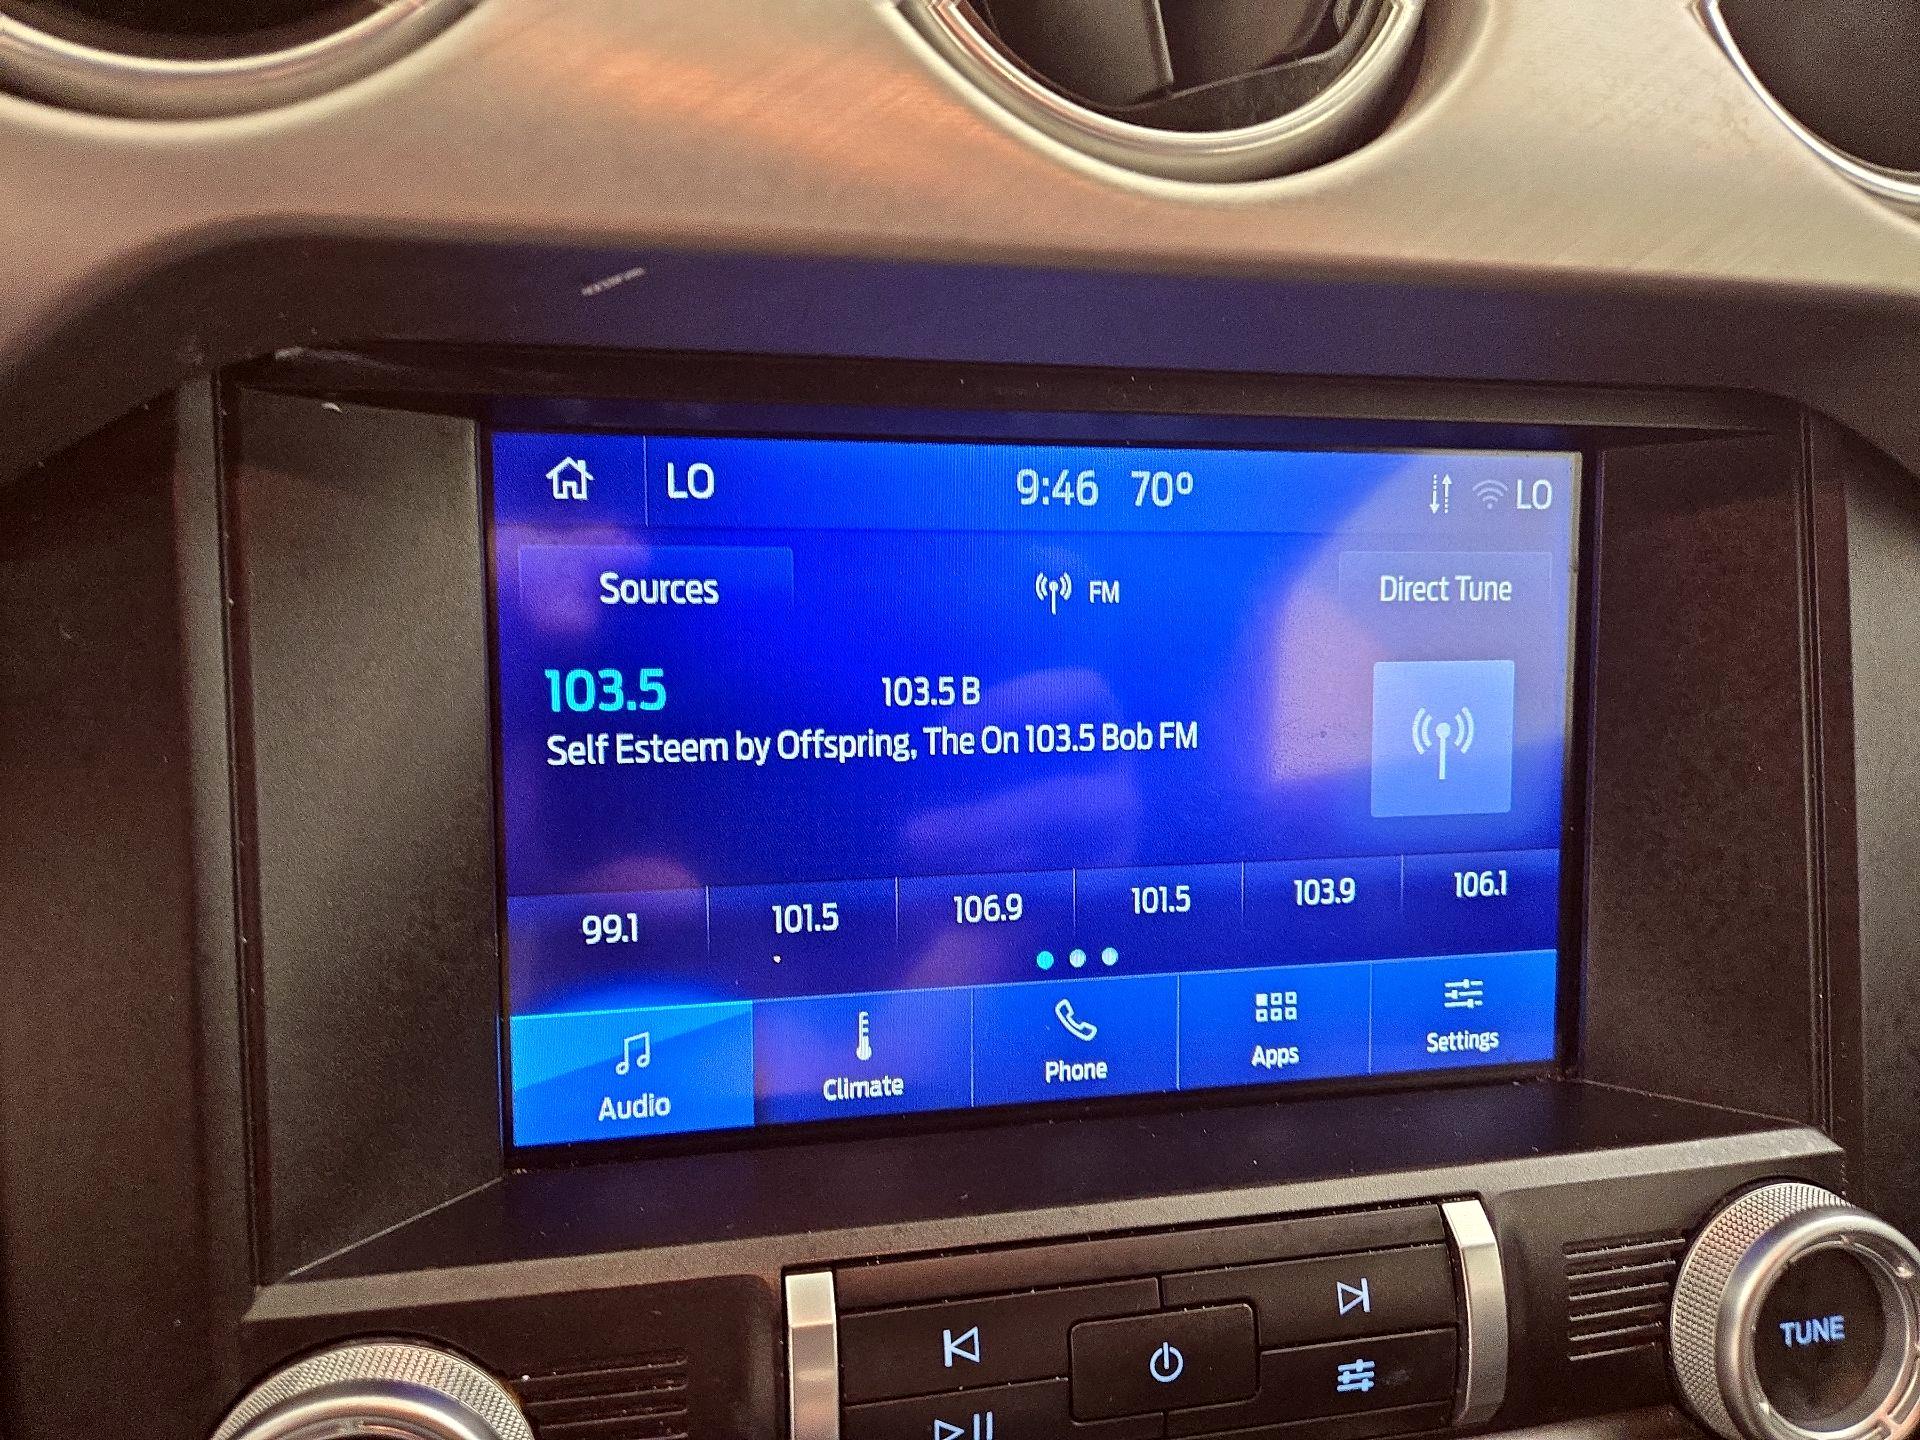 LO 9:46 70º LO
Sources FM Direct Tune
103.5 103.5 B
Self Esteem by Offspring, The On 103.5 Bob FM
99.1 101.5 106.9 101.5 103.9 106.1
Audio Climate Phone Apps Settings
TUNE